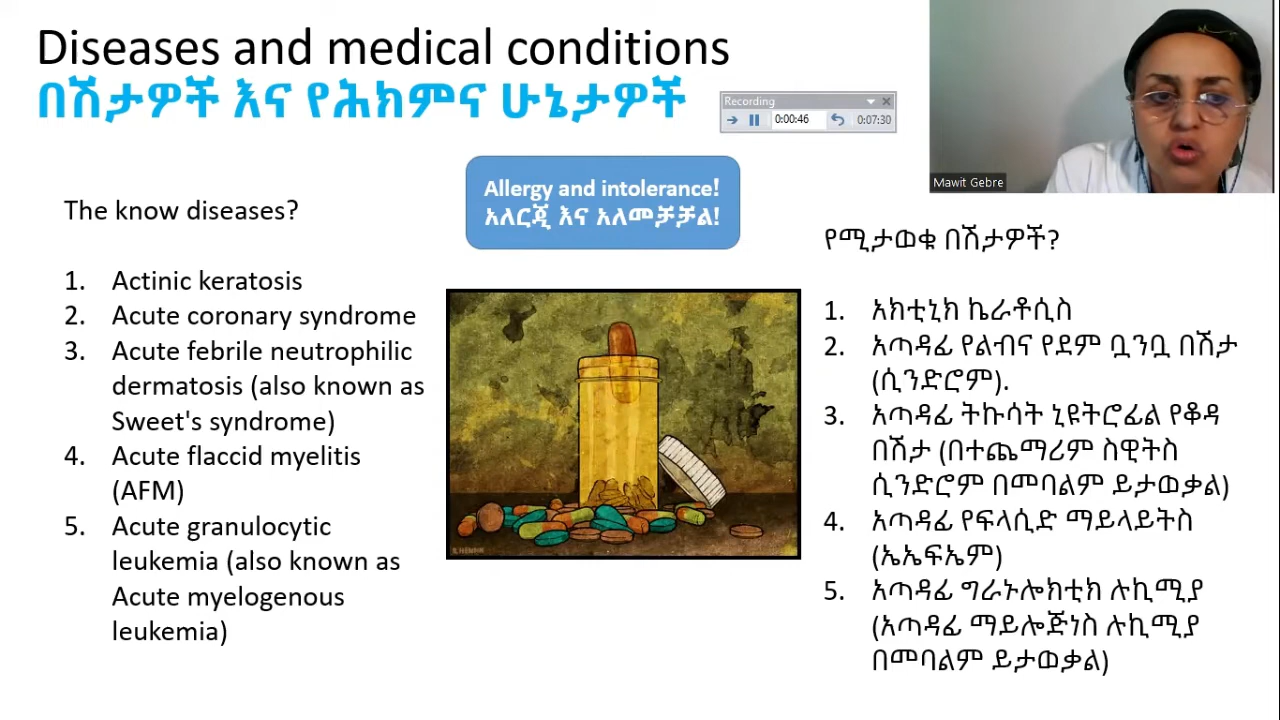 Diseases and medical conditions
በሽታዎች እና የሕክምና ሁኔታዎች
Recording
0:00:46
0:07:30
Mawit Gebre
Allergy and intolerance!
አለርጂ እና አለመቻቻል!
The know diseases?
1. Actinic keratosis
2. Acute coronary syndrome
3. Acute febrile neutrophilic
dermatosis (also known as
Sweet's syndrome)
4. Acute flaccid myelitis
(AFM)
5. Acute granulocytic
leukemia (also known as
Acute myelogenous
leukemia)
የሚታወቁ በሽታዎች?
1. አክቲኒክ ኬራቶሲስ
2. አጣዳፊ የልብና የደም ቧንቧ በሽታ
(ሲንድሮም).
3. አጣዳፊ ትኩሳት ኒዩትሮፊል የቆዳ
በሽታ (በተጨማሪም ስዊትስ
ሲንድሮም በመባልም ይታወቃል)
4. አጣዳፊ የፍላሲድ ማይላይትስ
(ኤኤፍኤም)
5. አጣዳፊ ግራኑሎክቲክ ሉኪሚያ
(አጣዳፊ ማይሎጅነስ ሉኪሚያ
በመባልም ይታወቃል)